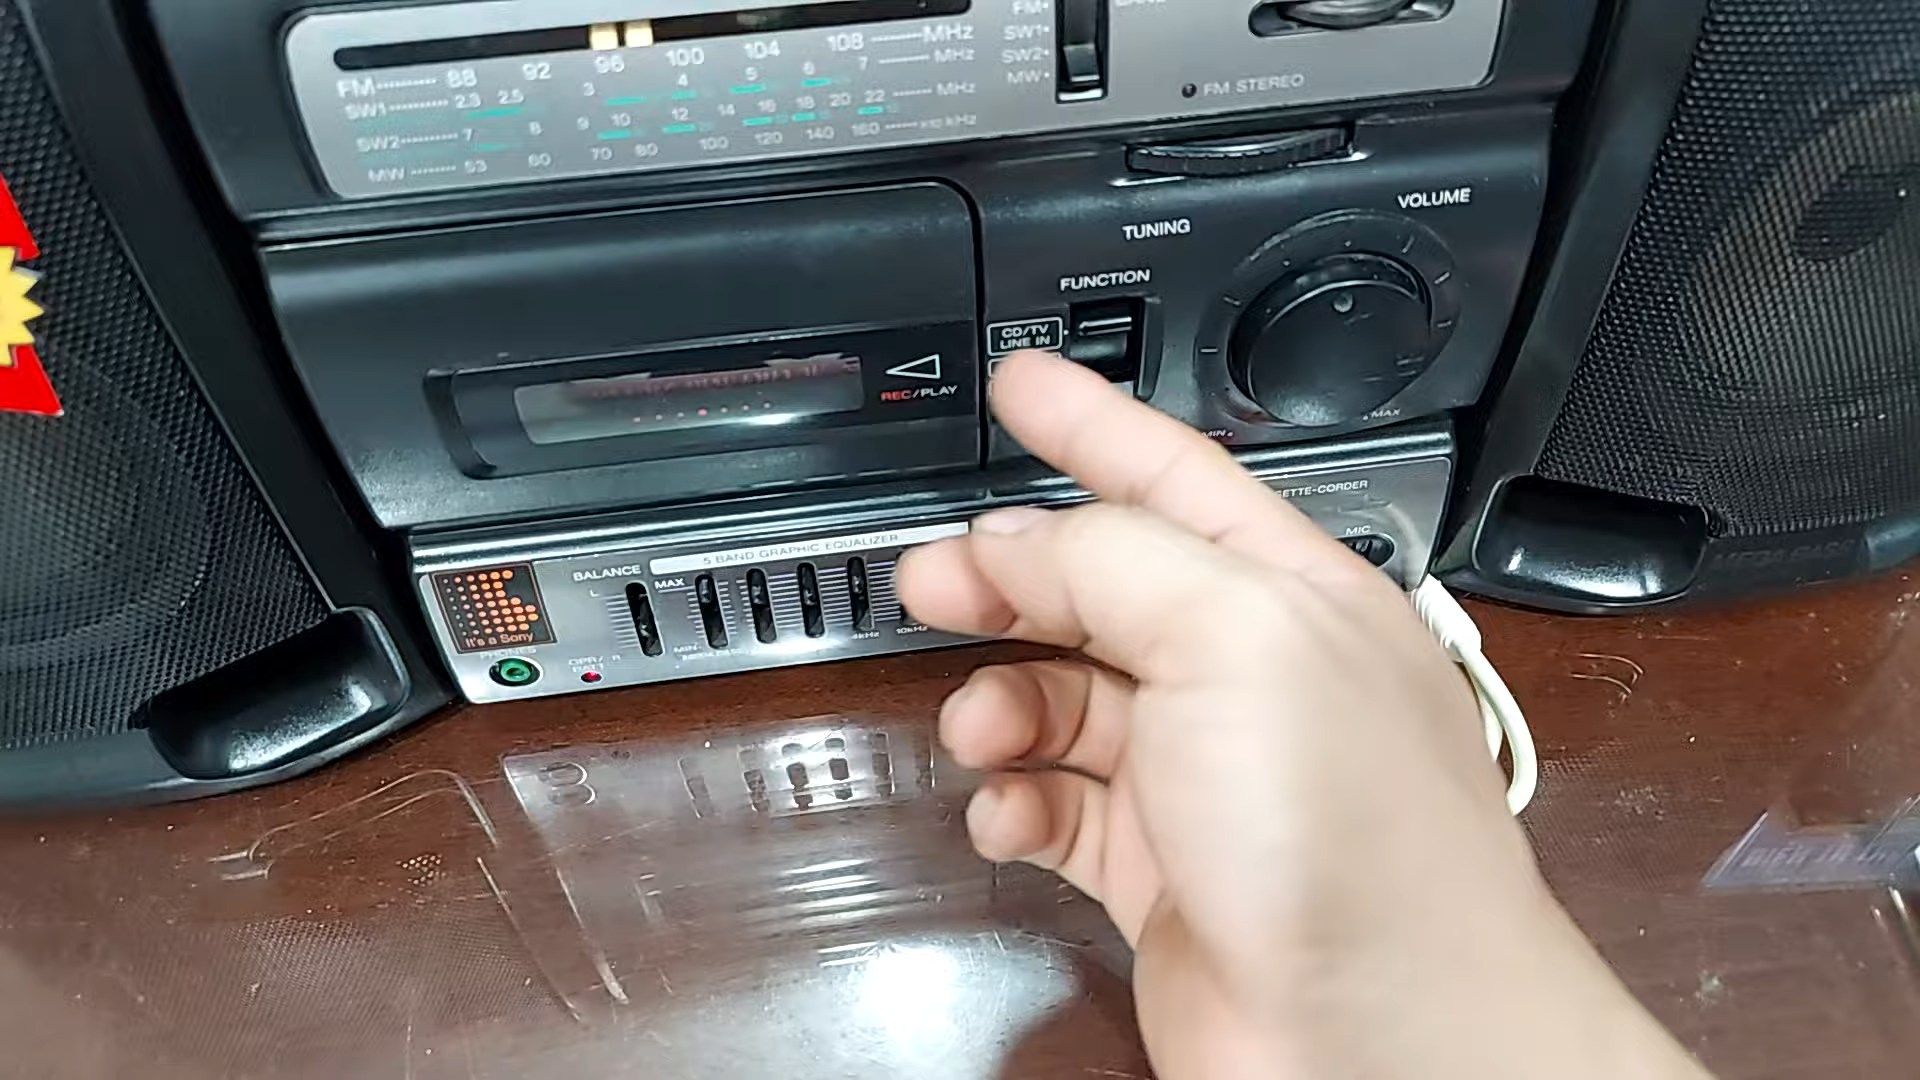 FM 88 92 96 100 104 108 MHz
SW1 2.3 2.5 3 4 5 6 7 MHz
SW2 7 8 9 10 12 14 16 18 20 22 MHz
MW 53 60 70 80 100 120 140 160 x10 kHz
FM
SW1
SW2
MW
FM STEREO
VOLUME
TUNING
FUNCTION
CD/TV
LINE IN
REC/PLAY
MIN
MAX
ETTE-CORDER
MIC
5 BAND GRAPHIC EQUALIZER
BALANCE
MAX
L
R
MIN
4kHz
10kHz
It's a Sony
PHONES
OPR/
BATT